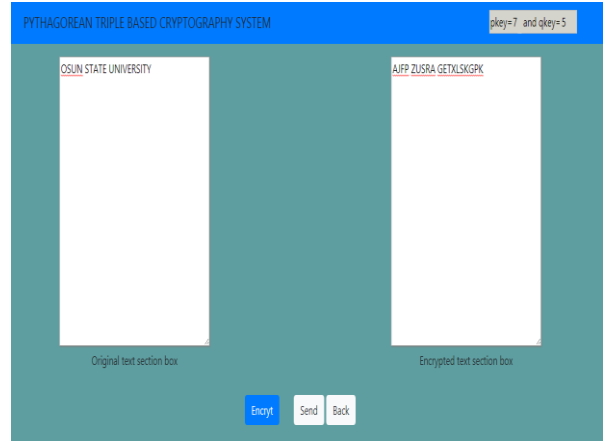 PYTHAGOREAN TRIPLE BASED CRYPTOGRAPHY SYSTEM
pkey=7 and qkey=5
OSUN STATE UNIVERSITY
AJFP ZUSRA GETXLSKGPK
Original text section box
Encrypted text section box
Encryt
Send
Back